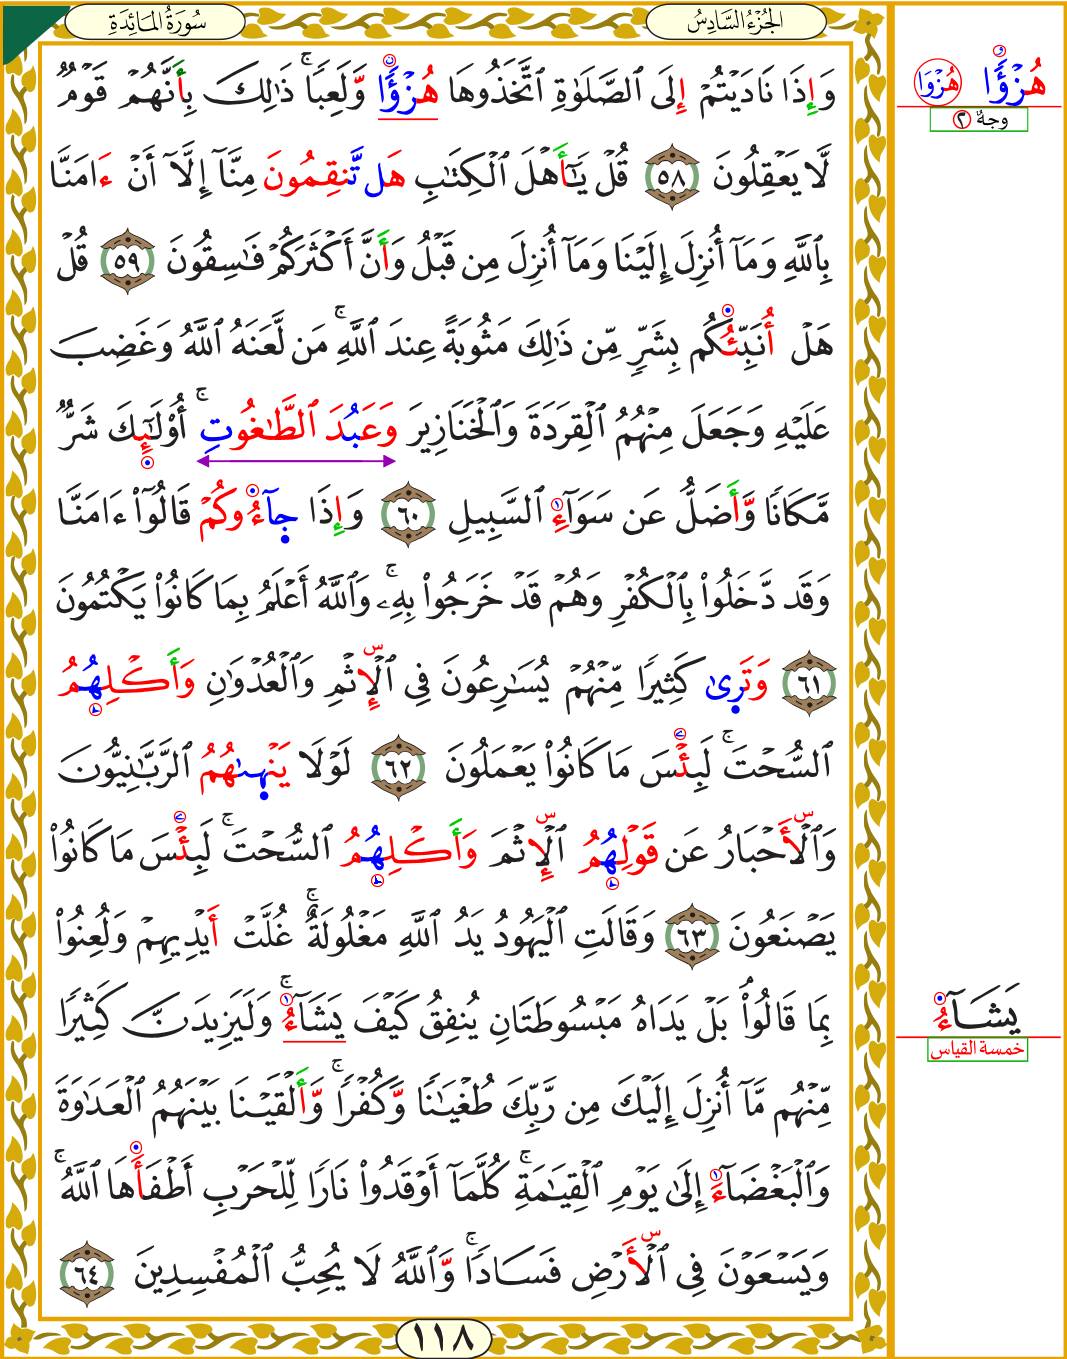 سُورَةُ المَائِدَةِ
الجُزْءُ السَّادِسُ
وَإِذَا نَادَيْتُمْ إِلَى ٱلصَّلَوٰةِ ٱتَّخَذُوهَا هُزْؤًا وَّلَعِبًا ۚ ذَٰلِكَ بِأَنَّهُمْ قَوْمٌ
لَّا يَعْقِلُونَ ٥٨ قُلْ يَٰٓأَهْلَ ٱلْكِتَٰبِ هَل تَّنقِمُونَ مِنَّآ إِلَّآ أَنْ ءَامَنَّا
بِٱللَّهِ وَمَآ أُنزِلَ إِلَيْنَا وَمَآ أُنزِلَ مِن قَبْلُ وَأَنَّ أَكْثَرَكُمْ فَٰسِقُونَ ٥٩ قُلْ
هَلْ أُنَبِّئُكُم بِشَرٍّ مِّن ذَٰلِكَ مَثُوبَةً عِندَ ٱللَّهِ ۚ مَن لَّعَنَهُ ٱللَّهُ وَغَضِبَ
عَلَيْهِ وَجَعَلَ مِنْهُمُ ٱلْقِرَدَةَ وَٱلْخَنَازِيرَ وَعَبُدَ ٱلطَّٰغُوتِ ۚ أُوْلَٰٓئِكَ شَرٌّ
مَّكَانًا وَّأَضَلُّ عَن سَوَآءِ ٱلسَّبِيلِ ٦٠ وَإِذَا جَآءُوكُمْ قَالُوٓا۟ ءَامَنَّا
وَقَد دَّخَلُوا۟ بِٱلْكُفْرِ وَهُمْ قَدْ خَرَجُوا۟ بِهِۦ ۚ وَٱللَّهُ أَعْلَمُ بِمَا كَانُوا۟ يَكْتُمُونَ
٦١ وَتَرَىٰ كَثِيرًا مِّنْهُمْ يُسَٰرِعُونَ فِى ٱلْإِثْمِ وَٱلْعُدْوَٰنِ وَأَكْلِهُمُ
ٱلسُّحْتَ ۚ لَبِئْسَ مَا كَانُوا۟ يَعْمَلُونَ ٦٢ لَوْلَا يَنْهَىٰهُمُ ٱلرَّبَّٰنِيُّونَ
وَٱلْأَحْبَارُ عَن قَوْلِهُمُ ٱلْإِثْمَ وَأَكْلِهُمُ ٱلسُّحْتَ ۚ لَبِئْسَ مَا كَانُوا۟
يَصْنَعُونَ ٦٣ وَقَالَتِ ٱلْيَهُودُ يَدُ ٱللَّهِ مَغْلُولَةٌ ۚ غُلَّتْ أَيْدِيهِمْ وَلُعِنُوا۟
بِمَا قَالُوا۟ ۘ بَلْ يَدَاهُ مَبْسُوطَتَانِ يُنفِقُ كَيْفَ يَشَآءُ ۚ وَلَيَزِيدَنَّ كَثِيرًا
مِّنْهُم مَّآ أُنزِلَ إِلَيْكَ مِن رَّبِّكَ طُغْيَٰنًا وَّكُفْرًا ۚ وَّأَلْقَيْنَا بَيْنَهُمُ ٱلْعَدَٰوَةَ
وَٱلْبَغْضَآءَ إِلَىٰ يَوْمِ ٱلْقِيَٰمَةِ ۚ كُلَّمَآ أَوْقَدُوا۟ نَارًا لِّلْحَرْبِ أَطْفَأَهَا ٱللَّهُ ۚ
وَيَسْعَوْنَ فِى ٱلْأَرْضِ فَسَادًا ۚ وَّٱللَّهُ لَا يُحِبُّ ٱلْمُفْسِدِينَ ٦٤
١١٨
هُزْؤًا هُزْوَا
٢ وجهٌ
يَشَآءُ
خمسة القياس